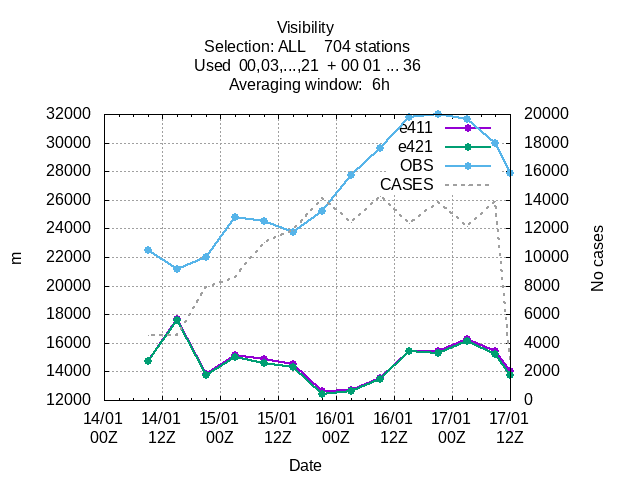 Visibility
Selection: ALL 704 stations
Used 00,03,...,21 + 00 01 ... 36
Averaging window: 6h
32000
30000
28000
26000
24000
22000
20000
18000
16000
14000
12000
m
20000
18000
16000
14000
12000
10000
8000
6000
4000
2000
0
No cases
e411
e421
OBS
CASES
14/01 14/01 15/01 15/01 16/01 16/01 17/01 17/01
00Z 12Z 00Z 12Z 00Z 12Z 00Z 12Z
Date